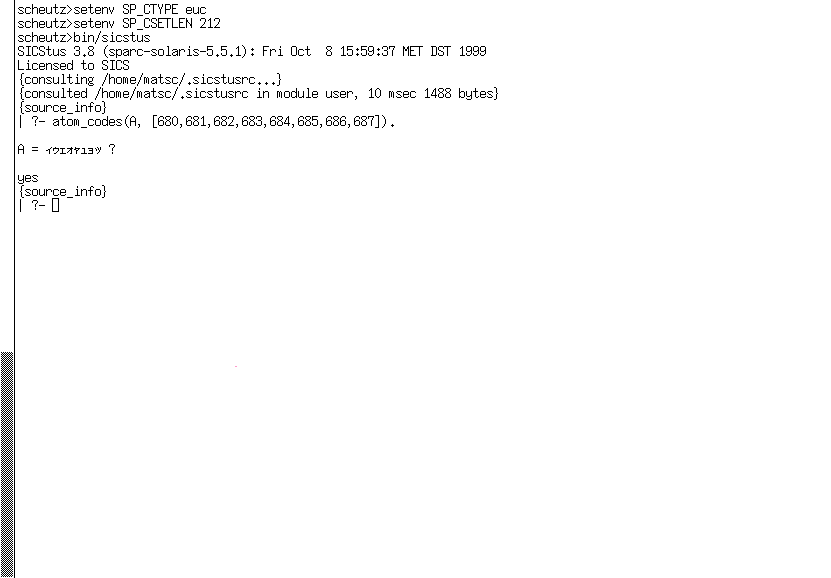 scheutz>setenv SP_CTYPE euc
scheutz>setenv SP_CSETLEN 212
scheutz>bin/sicstus
SICStus 3.8 (sparc-solaris-5.5.1): Fri Oct  8 15:59:37 MET DST 1999
Licensed to SICS
{consulting /home/matsc/.sicstusrc...}
{consulted /home/matsc/.sicstusrc in module user, 10 msec 1488 bytes}
{source_info}
| ?- atom_codes(A, [680,681,682,683,684,685,686,687]).
A = ィゥェォャュョッ ?
yes
{source_info}
| ?-